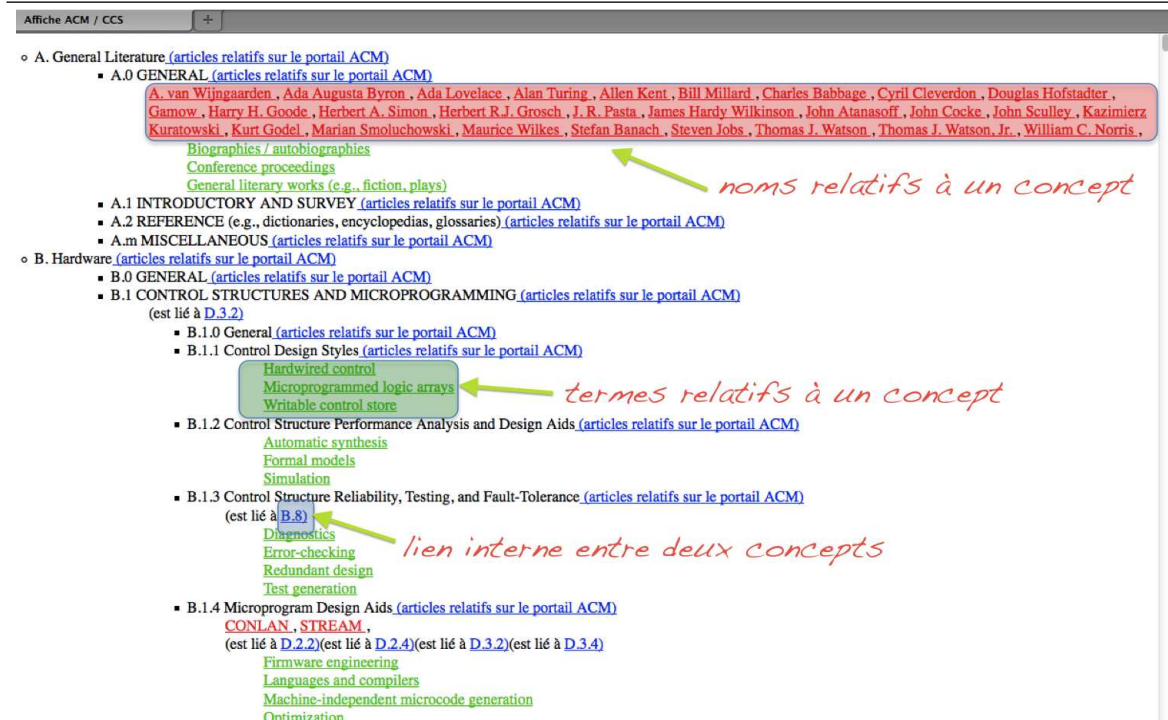 Affiche ACM / CCS
+
A. General Literature (articles relatifs sur le portail ACM)
A.0 GENERAL (articles relatifs sur le portail ACM)
A. van Wijngaarden , Ada Augusta Byron , Ada Lovelace , Alan Turing , Allen Kent , Bill Millard , Charles Babbage , Cyril Cleverdon , Douglas Hofstadter ,
Gamow , Harry H. Goode , Herbert A. Simon , Herbert R.J. Grosch , J. R. Pasta , James Hardy Wilkinson , John Atanasoff , John Cocke , John Sculley , Kazimierz
Kuratowski , Kurt Godel , Marian Smoluchowski , Maurice Wilkes , Stefan Banach , Steven Jobs , Thomas J. Watson , Thomas J. Watson, Jr. , William C. Norris ,
Biographies / autobiographies
Conference proceedings
General literary works (e.g., fiction, plays)
noms relatifs à un concept
A.1 INTRODUCTORY AND SURVEY (articles relatifs sur le portail ACM)
A.2 REFERENCE (e.g., dictionaries, encyclopedias, glossaries) (articles relatifs sur le portail ACM)
A.m MISCELLANEOUS (articles relatifs sur le portail ACM)
B. Hardware (articles relatifs sur le portail ACM)
B.0 GENERAL (articles relatifs sur le portail ACM)
B.1 CONTROL STRUCTURES AND MICROPROGRAMMING (articles relatifs sur le portail ACM)
(est lié à D.3.2)
B.1.0 General (articles relatifs sur le portail ACM)
B.1.1 Control Design Styles (articles relatifs sur le portail ACM)
Hardwired control
Microprogrammed logic arrays
Writable control store
termes relatifs à un concept
B.1.2 Control Structure Performance Analysis and Design Aids (articles relatifs sur le portail ACM)
Automatic synthesis
Formal models
Simulation
B.1.3 Control Structure Reliability, Testing, and Fault-Tolerance (articles relatifs sur le portail ACM)
(est lié à B.8)
Diagnostics
Error-checking
Redundant design
Test generation
lien interne entre deux concepts
B.1.4 Microprogram Design Aids (articles relatifs sur le portail ACM)
CONLAN , STREAM ,
(est lié à D.2.2)(est lié à D.2.4)(est lié à D.3.2)(est lié à D.3.4)
Firmware engineering
Languages and compilers
Machine-independent microcode generation
Optimization